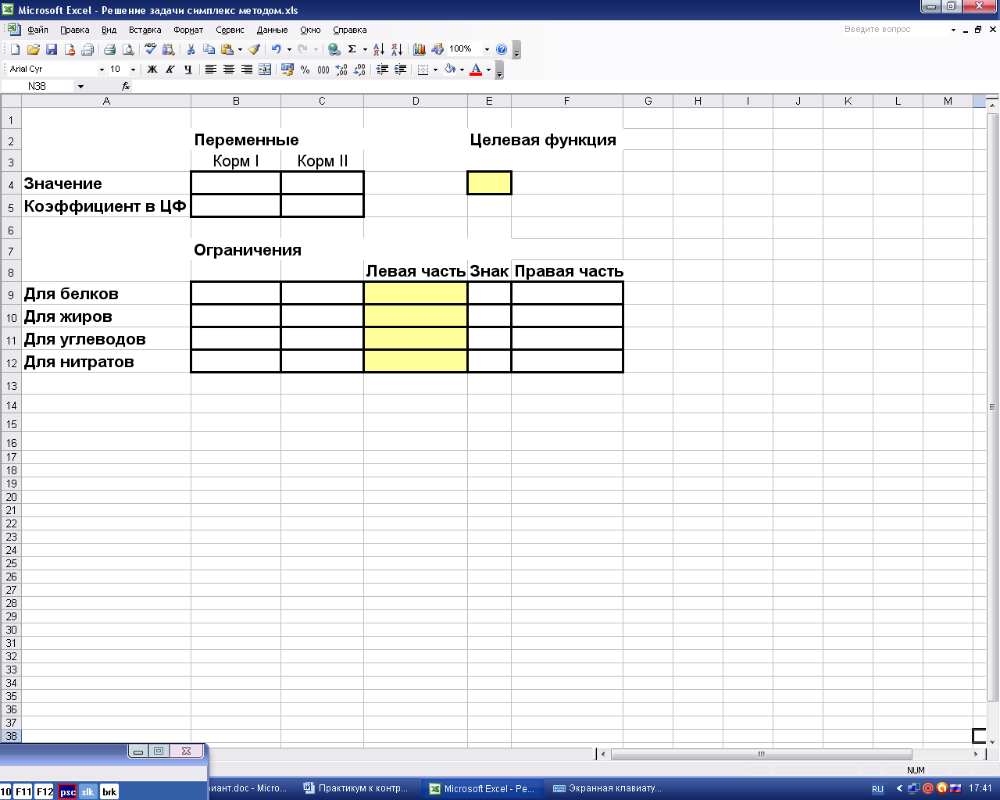 Microsoft Excel - Решение задачи симплекс методом.xls
Файл Правка Вид Вставка Формат Сервис Данные Окно Справка Введите вопрос
100%
Arial Cyr 10 Ж К Ч % 000
N38 fx
A B C D E F G H I J K L M
1
2 Переменные Целевая функция
3 Корм I Корм II
4 Значение
5 Коэффициент в ЦФ
6
7 Ограничения
8 Левая часть Знак Правая часть
9 Для белков
10 Для жиров
11 Для углеводов
12 Для нитратов
13
14
15
16
17
18
19
20
21
22
23
24
25
26
27
28
29
30
31
32
33
34
35
36
37
38
NUM
10 F11 F12 psc slk brk риант.doc - Micro... Практикум к контр... Microsoft Excel - Ре... Экранная клавиату... RU 17:41